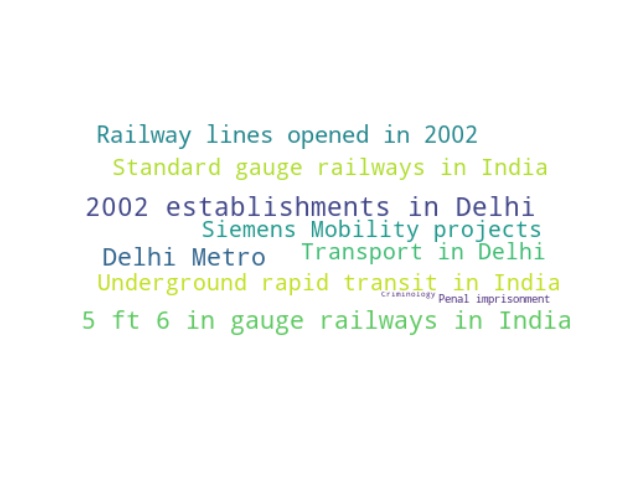 Railway lines opened in 2002
Standard gauge railways in India
2002 establishments in Delhi
Siemens Mobility projects
Delhi Metro
Transport in Delhi
Underground rapid transit in India
Criminology
Penal imprisonment
5 ft 6 in gauge railways in India